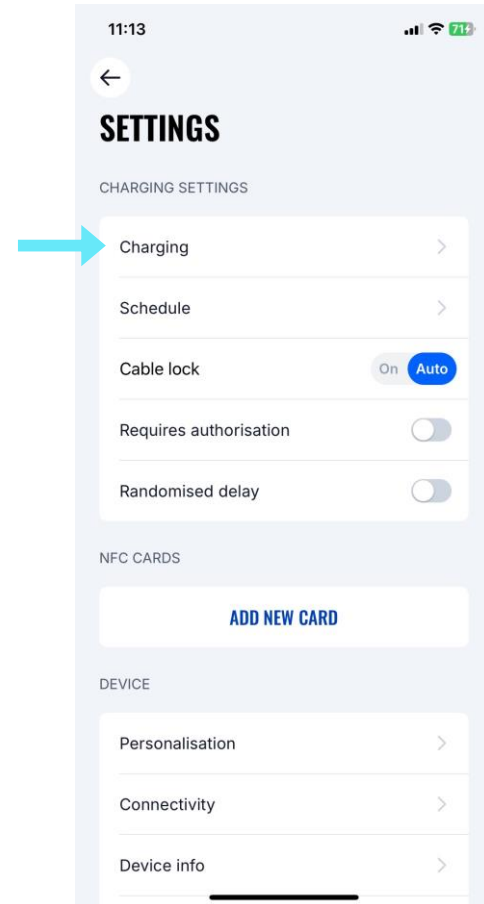 11:13
71
SETTINGS
CHARGING SETTINGS
Charging
Schedule
Cable lock On Auto
Requires authorisation
Randomised delay
NFC CARDS
ADD NEW CARD
DEVICE
Personalisation
Connectivity
Device info